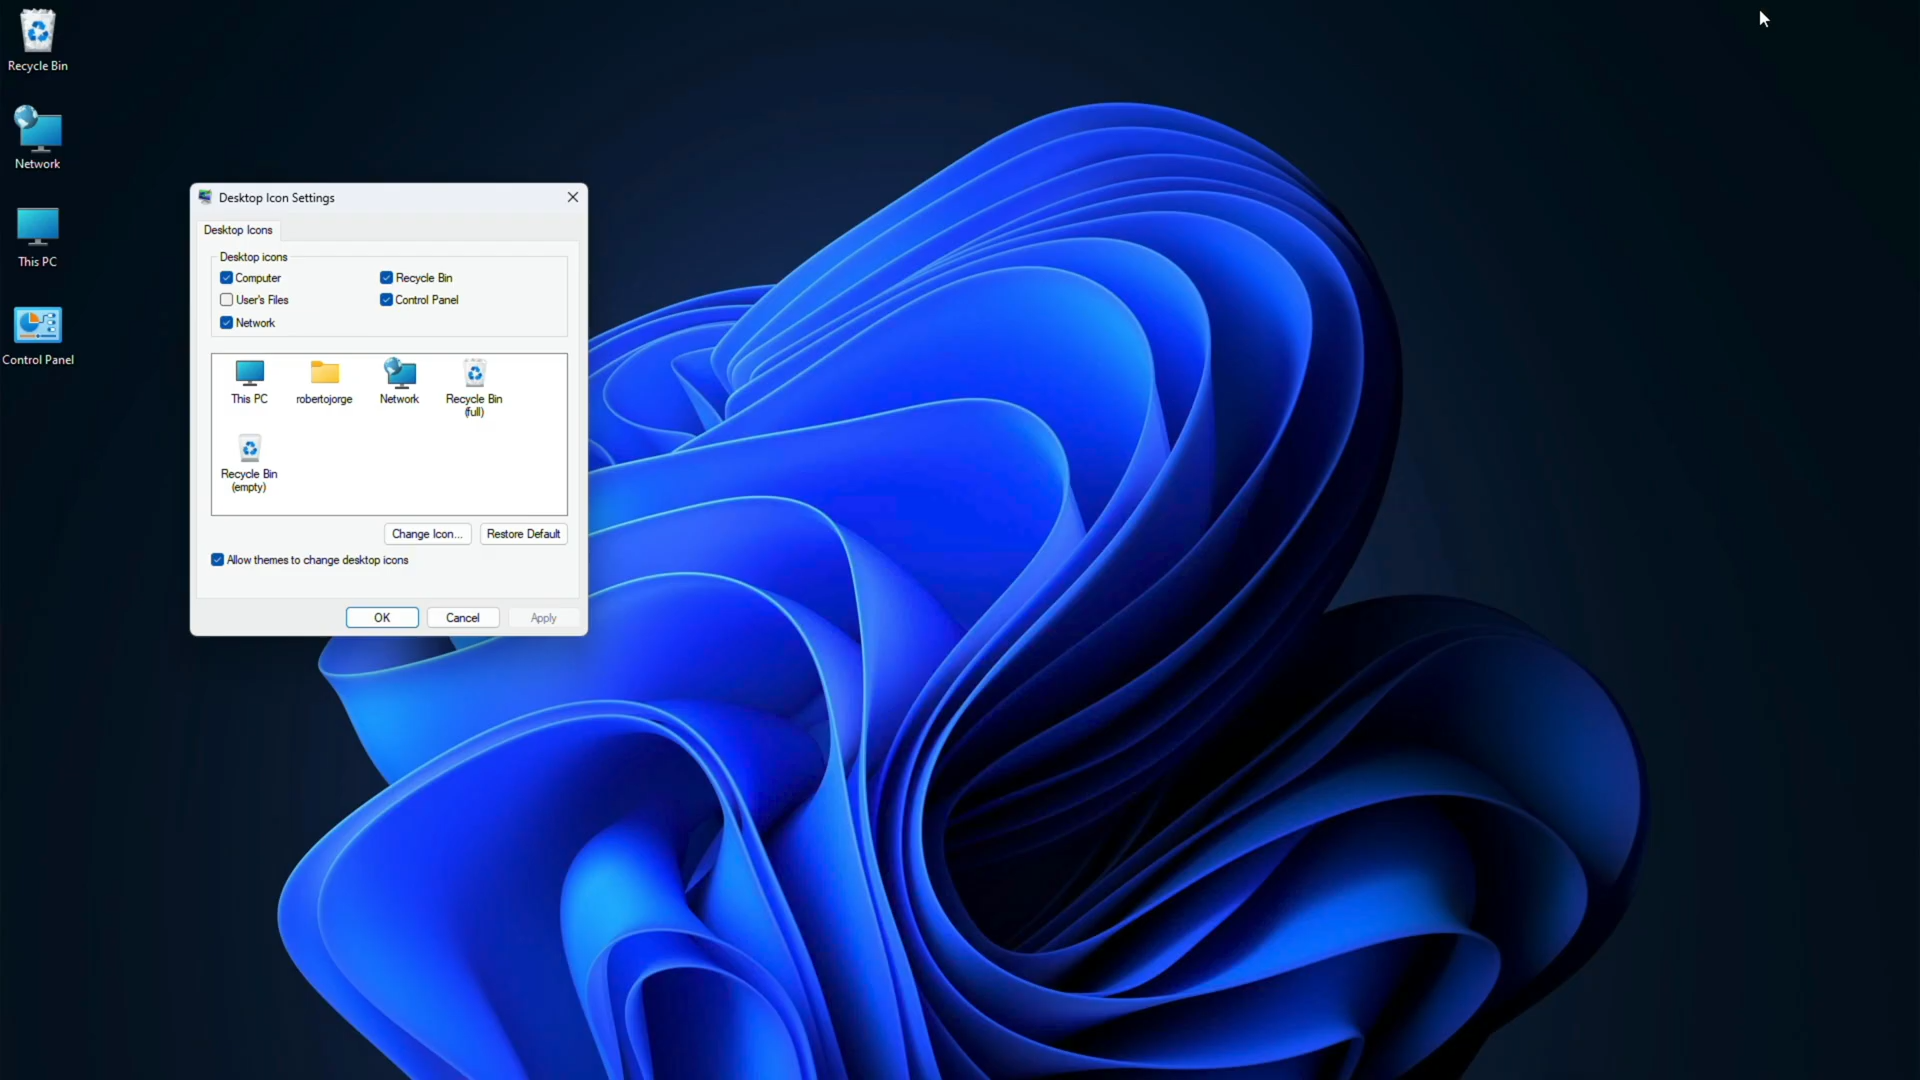 Recycle Bin
Network
This PC
Control Panel
Desktop Icon Settings
Desktop Icons
Desktop icons
Computer
Recycle Bin
User's Files
Control Panel
Network
This PC
robertojorge
Network
Recycle Bin
(full)
Recycle Bin
(empty)
Change Icon...
Restore Default
Allow themes to change desktop icons
OK
Cancel
Apply